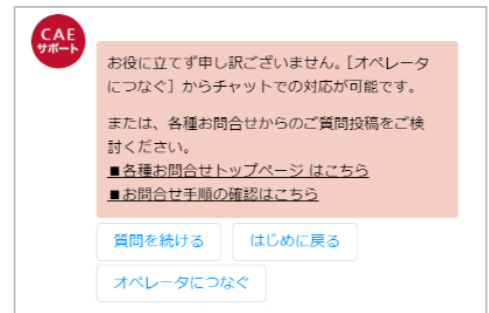 CAE
サポート
お役に立てず申し訳ございません。[オペレータ
につなぐ] からチャットでの対応が可能です。
または、各種お問合せからのご質問投稿をご検
討ください。
■各種お問合せトップページ はこちら
■お問合せ手順の確認はこちら
質問を続ける
はじめに戻る
オペレータにつなぐ